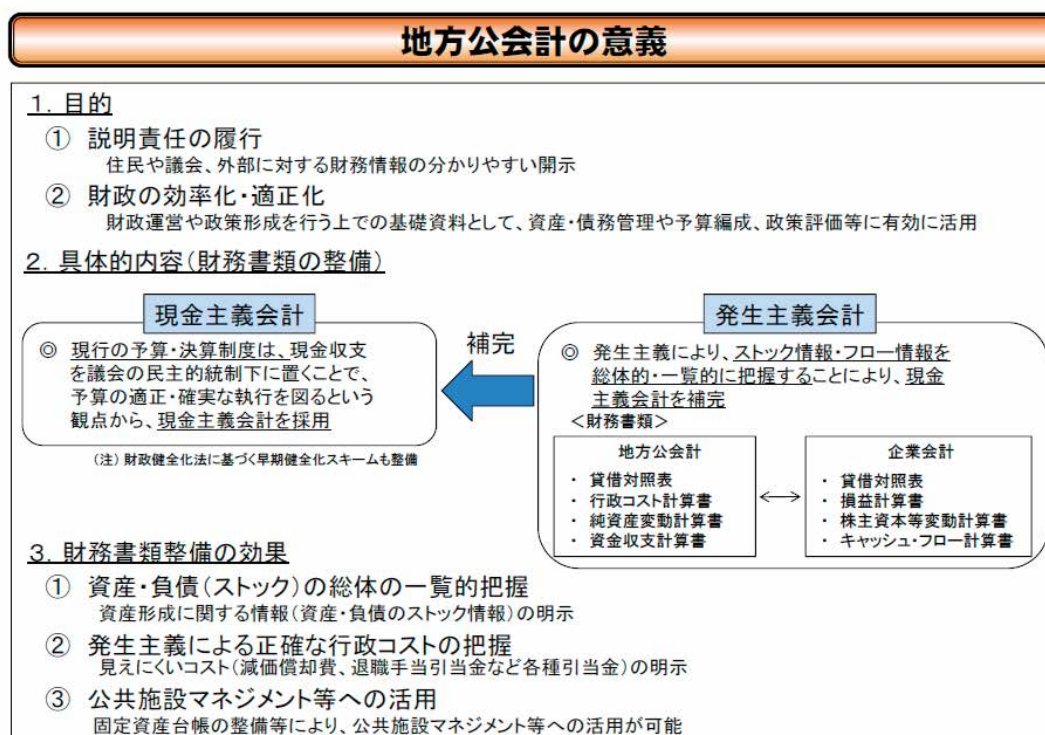 地方公会計の意義
1．目的
① 説明責任の履行
住民や議会、外部に対する財務情報の分かりやすい開示
② 財政の効率化・適正化
財政運営や政策形成を行う上での基礎資料として、資産・債務管理や予算編成、政策評価等に有効に活用
2．具体的内容（財務書類の整備）
現金主義会計
◎ 現行の予算・決算制度は、現金収支
を議会の民主的統制下に置くことで、
予算の適正・確実な執行を図るという
観点から、現金主義会計を採用
（注）財政健全化法に基づく早期健全化スキームも整備
補完
発生主義会計
◎ 発生主義により、ストック情報・フロー情報を
総体的・一覧的に把握することにより、現金
主義会計を補完
＜財務書類＞
地方公会計
・ 貸借対照表
・ 行政コスト計算書
・ 純資産変動計算書
・ 資金収支計算書
企業会計
・ 貸借対照表
・ 損益計算書
・ 株主資本等変動計算書
・ キャッシュ・フロー計算書
3．財務書類整備の効果
① 資産・負債（ストック）の総体の一覧的把握
資産形成に関する情報（資産・負債のストック情報）の明示
② 発生主義による正確な行政コストの把握
見えにくいコスト（減価償却費、退職手当引当金など各種引当金）の明示
③ 公共施設マネジメント等への活用
固定資産台帳の整備等により、公共施設マネジメント等への活用が可能